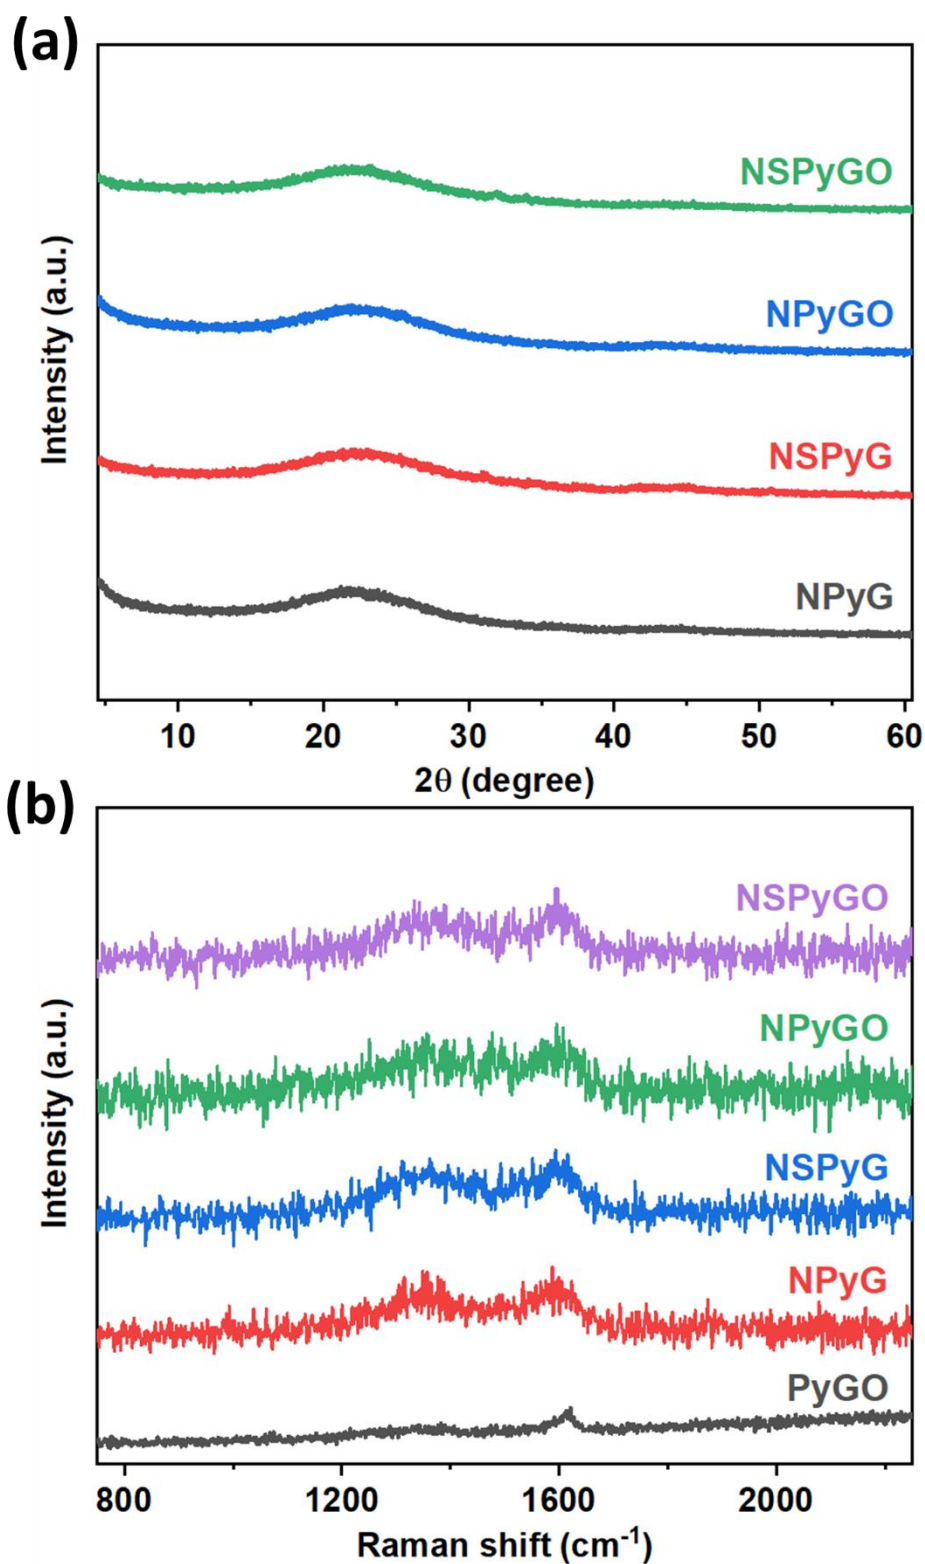 (a)
NSPyGO
NPyGO
NSPyG
NPyG
Intensity (a.u.)
10 20 30 40 50 60
2θ (degree)
(b)
NSPyGO
NPyGO
NSPyG
NPyG
PyGO
Intensity (a.u.)
800 1200 1600 2000
Raman shift (cm⁻¹)